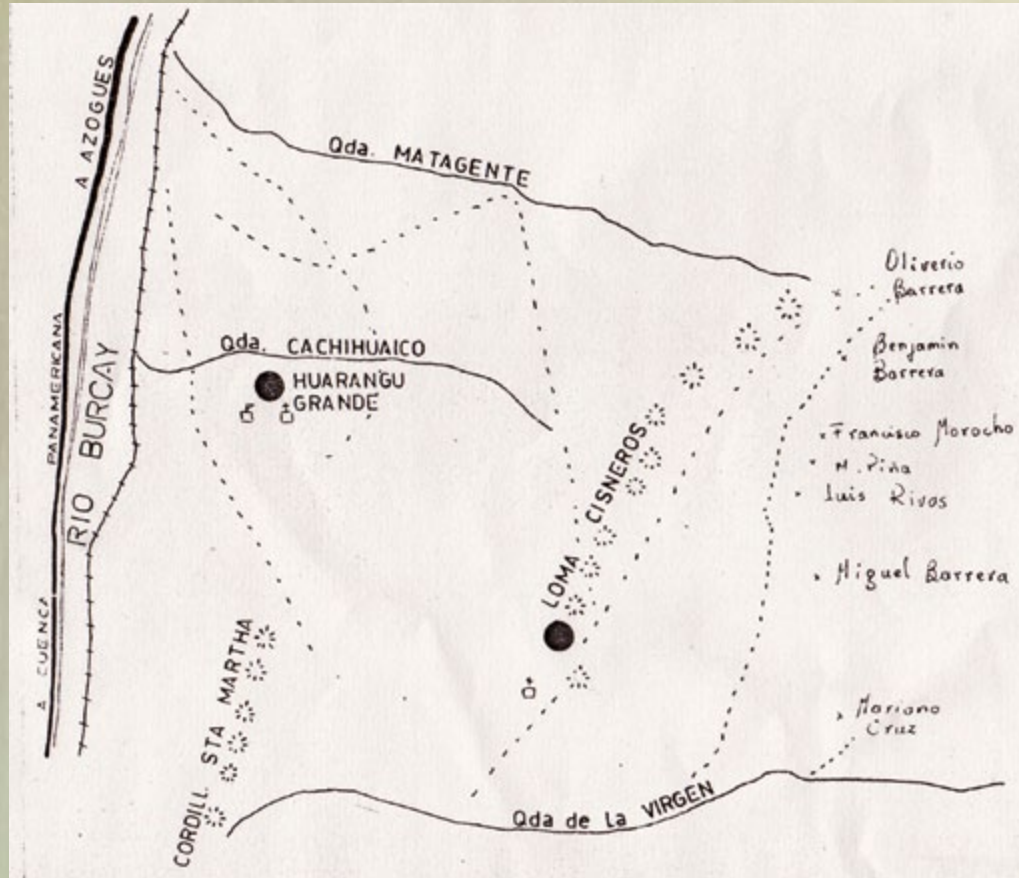 A AZOGUES
Qda. MATAGENTE
PANAMERICANA
RIO BURCAY
Qda. CACHIHUAICO
HUARANGU
GRANDE
Oliverio
Barrera
Benjamin
Barrera
Francisco Morocho
N. Piña
Luis Rivas
Miguel Barrera
LOMA CISNEROS
A CUENCA
CORDILL. STA MARTHA
Mariano
Cruz
Qda de La VIRGEN